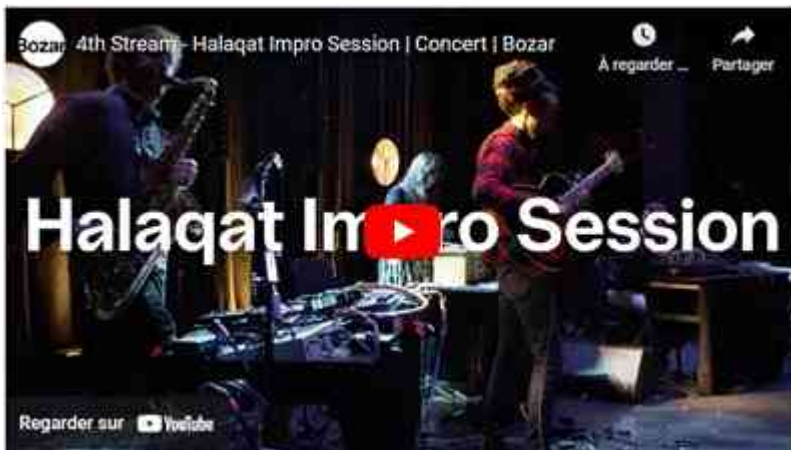 Bozar
4th Stream - Halaqat Impro Session | Concert | Bozar
À regarder ...
Partager
Halaqat Impro Session
Regarder sur YouTube